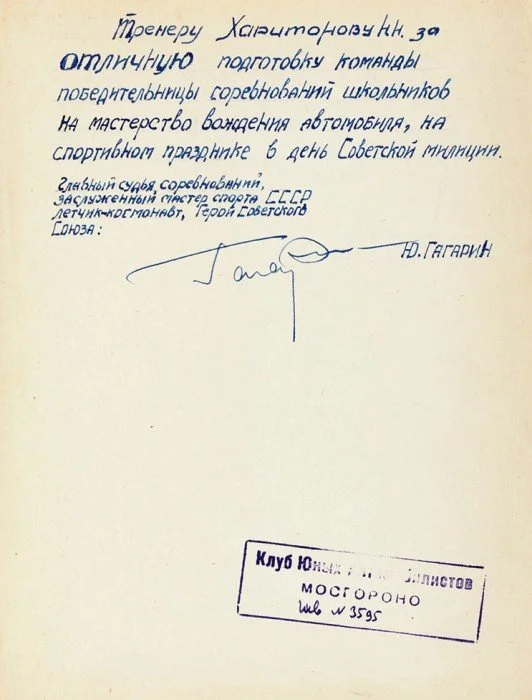 Тренеру Харитонову Н.Н. за
ОТЛИЧНУЮ подготовку команды
победительницы соревнований школьников
на мастерство вождения автомобиля, на
спортивном празднике в день Советской милиции.
Главный судья соревнований,
заслуженный мастер спорта СССР
летчик-космонавт, Герой Советского
Союза:
Гагарин
Ю. ГАГАРИН
Клуб Юных
МОСГОРОНО
Инв N 3595